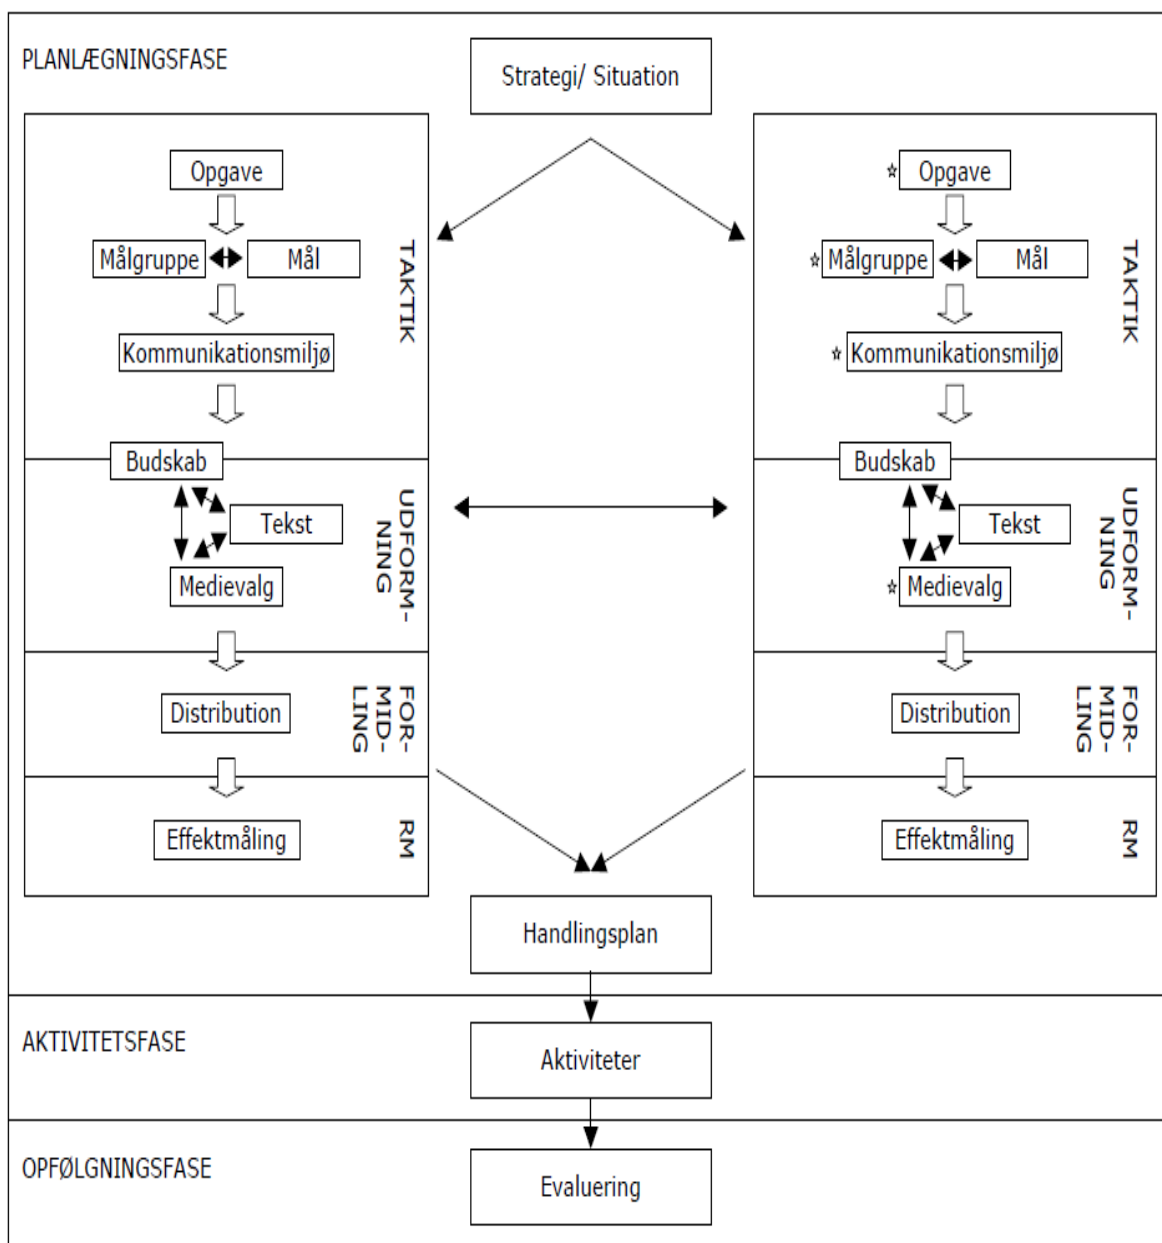 PLANLÆGNINGSFASE
Strategi/ Situation
Opgave
Målgruppe
Mål
Kommunikationsmiljø
TAKTIK
Budskab
Tekst
Medievalg
UDFORM-
NING
Distribution
FOR-
MID-
LING
Effektmåling
RM
☆ Opgave
☆ Målgruppe
Mål
☆ Kommunikationsmiljø
TAKTIK
Budskab
Tekst
☆ Medievalg
UDFORM-
NING
Distribution
FOR-
MID-
LING
Effektmåling
RM
Handlingsplan
AKTIVITETSFASE
Aktiviteter
OPFØLGNINGSFASE
Evaluering